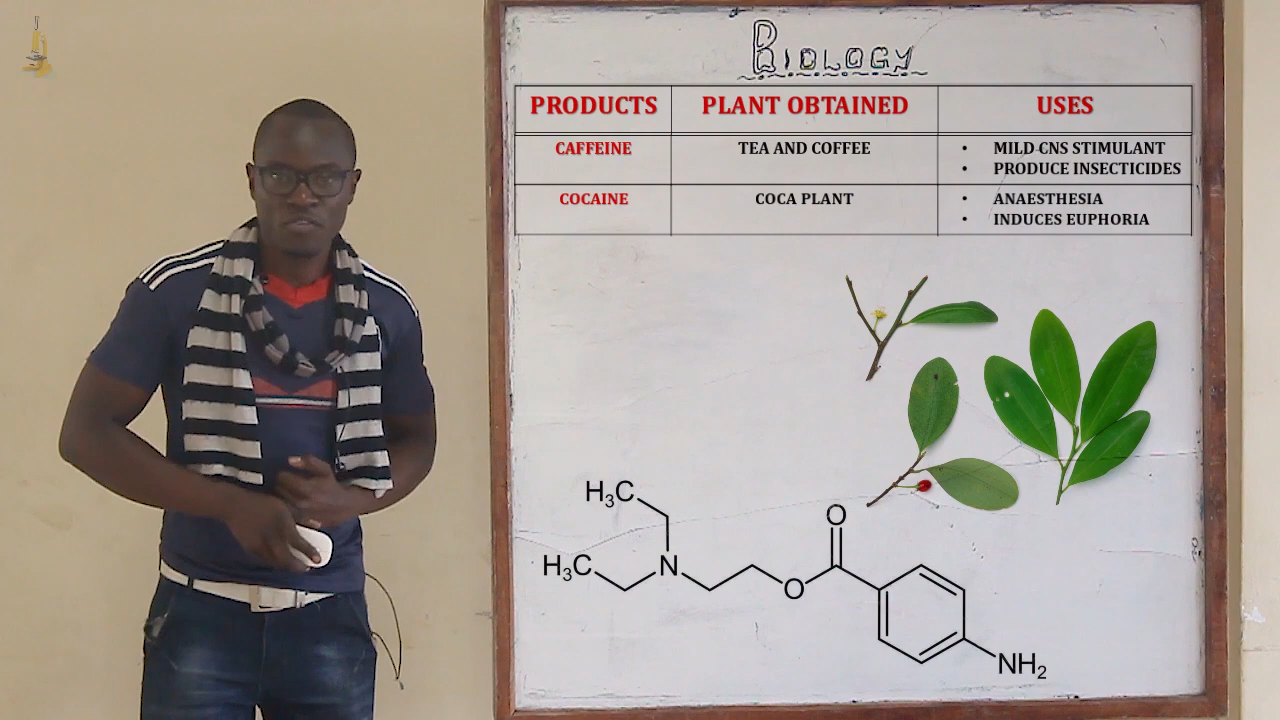 BIOLOGY
PRODUCTS PLANT OBTAINED USES
CAFFEINE TEA AND COFFEE • MILD CNS STIMULANT
• PRODUCE INSECTICIDES
COCAINE COCA PLANT • ANAESTHESIA
• INDUCES EUPHORIA
H₃C
O
H₃C N
O
NH₂